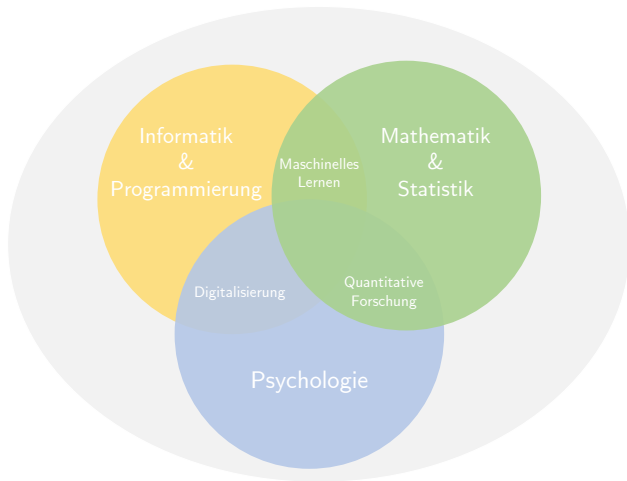 Informatik
&
Programmierung
Mathematik
&
Statistik
Maschinelles
Lernen
Digitalisierung
Quantitative
Forschung
Psychologie